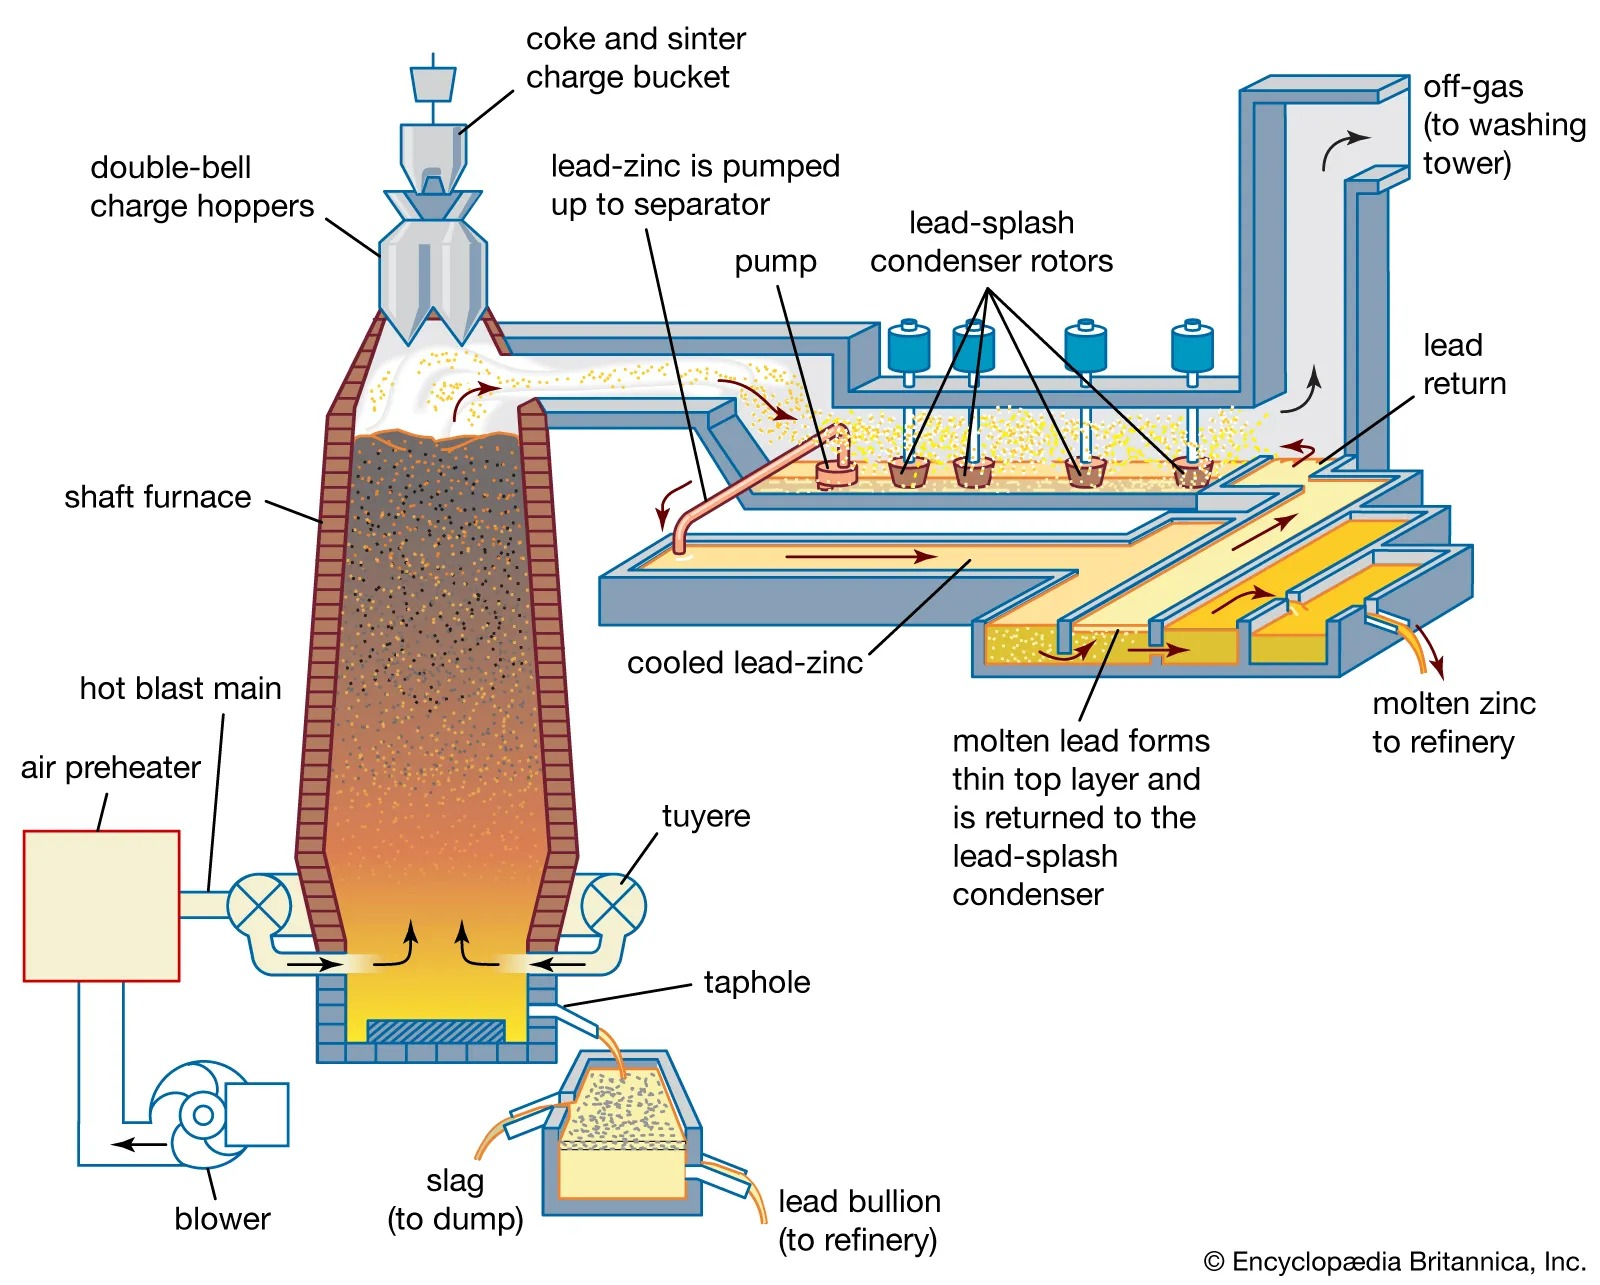 coke and sinter
charge bucket
off-gas
(to washing
tower)
double-bell
charge hoppers
lead-zinc is pumped
up to separator
lead-splash
condenser rotors
pump
lead
return
shaft furnace
cooled lead-zinc
hot blast main
molten zinc
to refinery
molten lead forms
thin top layer and
is returned to the
lead-splash
condenser
air preheater
tuyere
taphole
slag
(to dump)
blower
lead bullion
(to refinery)
© Encyclopædia Britannica, Inc.